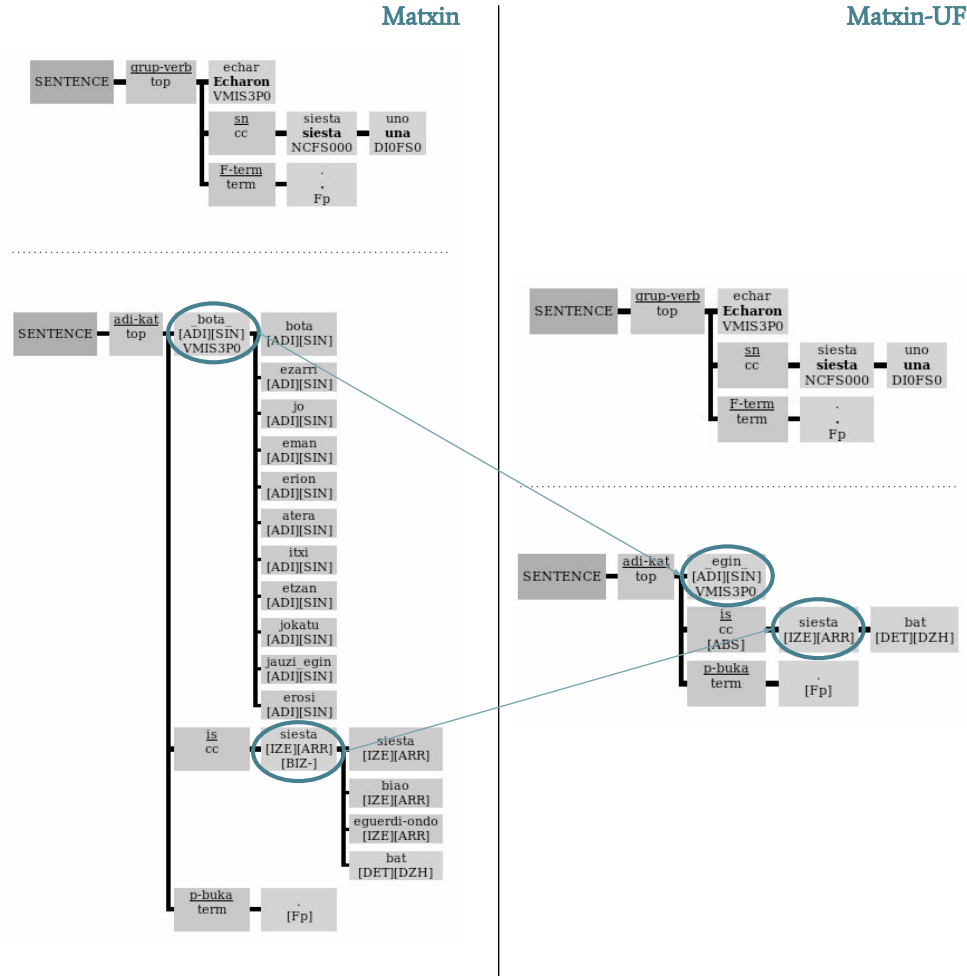 Matxin
Matxin-UF
SENTENCE
grup-verb
top
echar
Echaron
VMIS3P0
sn
cc
siesta
siesta
NCFS000
uno
una
DI0FS0
F-term
term
.
.
Fp
SENTENCE
adi-kat
top
_bota_
[ADI][SIN]
VMIS3P0
bota
[ADI][SIN]
ezarri
[ADI][SIN]
jo
[ADI][SIN]
eman
[ADI][SIN]
erion
[ADI][SIN]
atera
[ADI][SIN]
itxi
[ADI][SIN]
etzan
[ADI][SIN]
jokatu
[ADI][SIN]
jauzi_egin
[ADI][SIN]
erosi
[ADI][SIN]
is
cc
siesta
[IZE][ARR]
[BIZ-]
siesta
[IZE][ARR]
biao
[IZE][ARR]
eguerdi-ondo
[IZE][ARR]
bat
[DET][DZH]
p-buka
term
.
[Fp]
SENTENCE
grup-verb
top
echar
Echaron
VMIS3P0
sn
cc
siesta
siesta
NCFS000
uno
una
DI0FS0
F-term
term
.
.
Fp
SENTENCE
adi-kat
top
_egin_
[ADI][SIN]
VMIS3P0
is
cc
[ABS]
siesta
[IZE][ARR]
bat
[DET][DZH]
p-buka
term
.
[Fp]